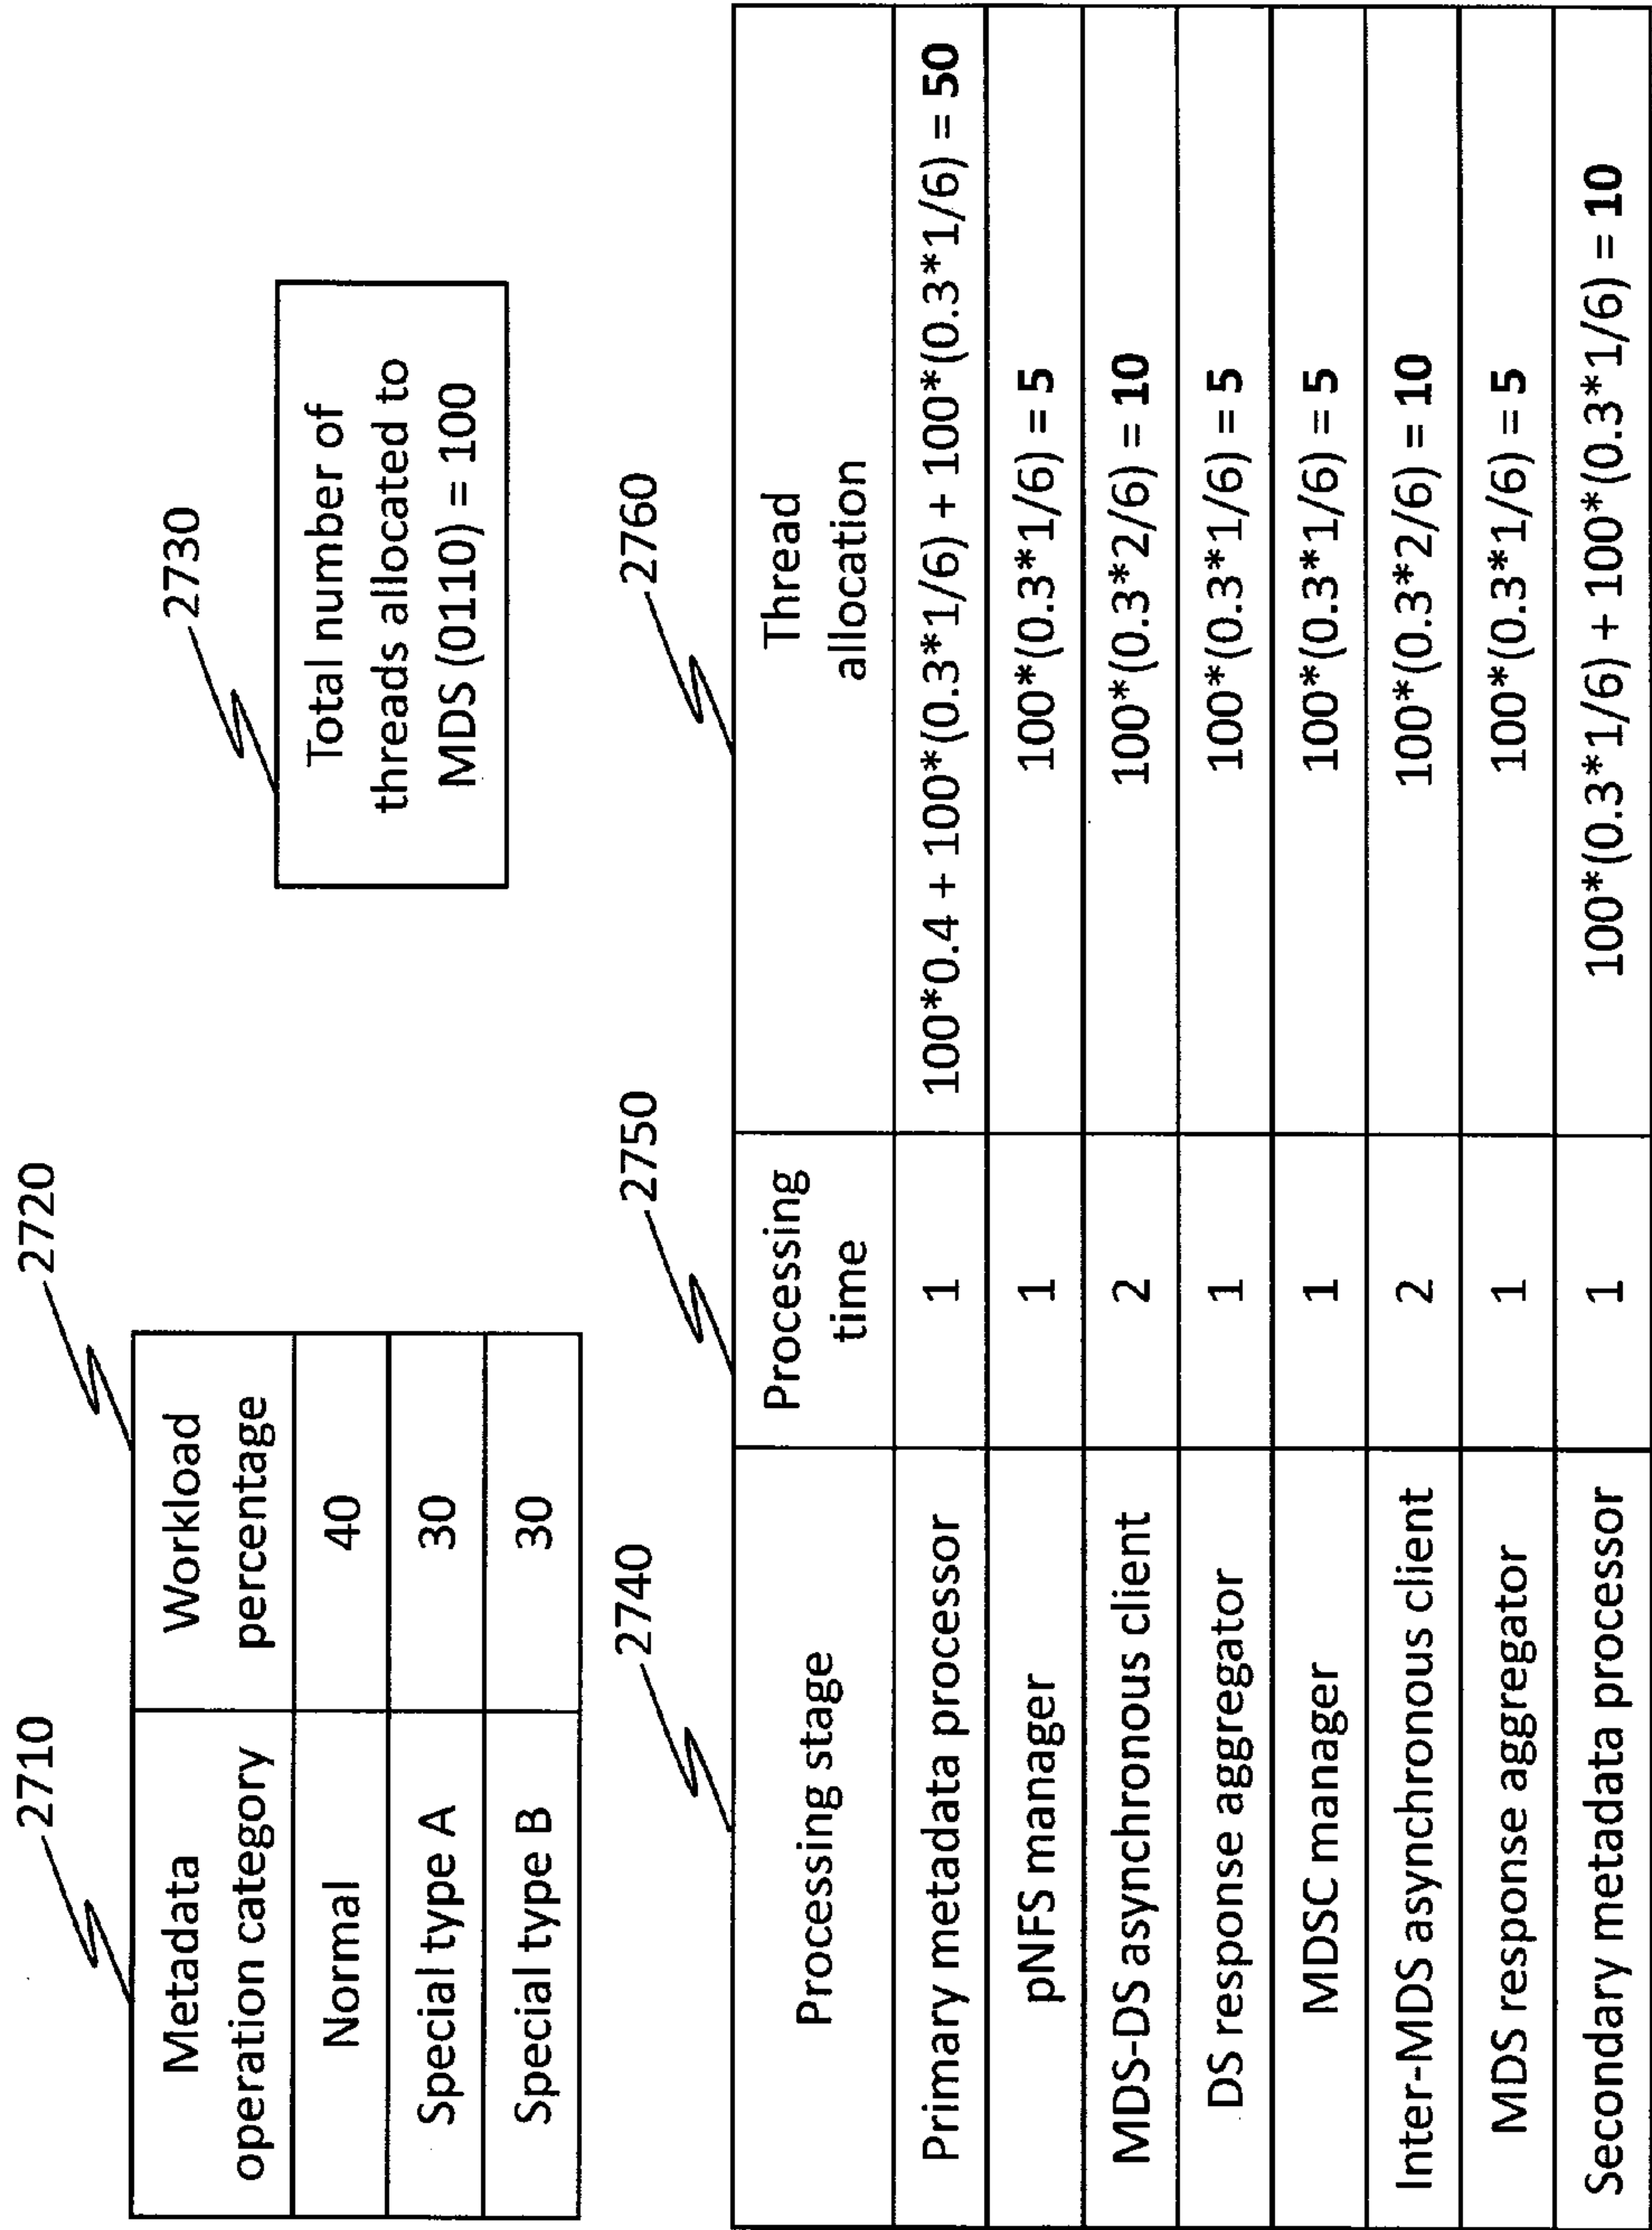 2710
2720
Metadata
operation category
Workload
percentage
Normal
40
Special type A
30
Special type B
30
2730
Total number of
threads allocated to
MDS (0110) = 100
2740
2750
2760
Processing stage
Processing
time
Thread
allocation
Primary metadata processor
1
100*0.4 + 100*(0.3*1/6) + 100*(0.3*1/6) = 50
pNFS manager
1
100*(0.3*1/6) = 5
MDS-DS asynchronous client
2
100*(0.3*2/6) = 10
DS response aggregator
1
100*(0.3*1/6) = 5
MDSC manager
1
100*(0.3*1/6) = 5
Inter-MDS asynchronous client
2
100*(0.3*2/6) = 10
MDS response aggregator
1
100*(0.3*1/6) = 5
Secondary metadata processor
1
100*(0.3*1/6) + 100*(0.3*1/6) = 10